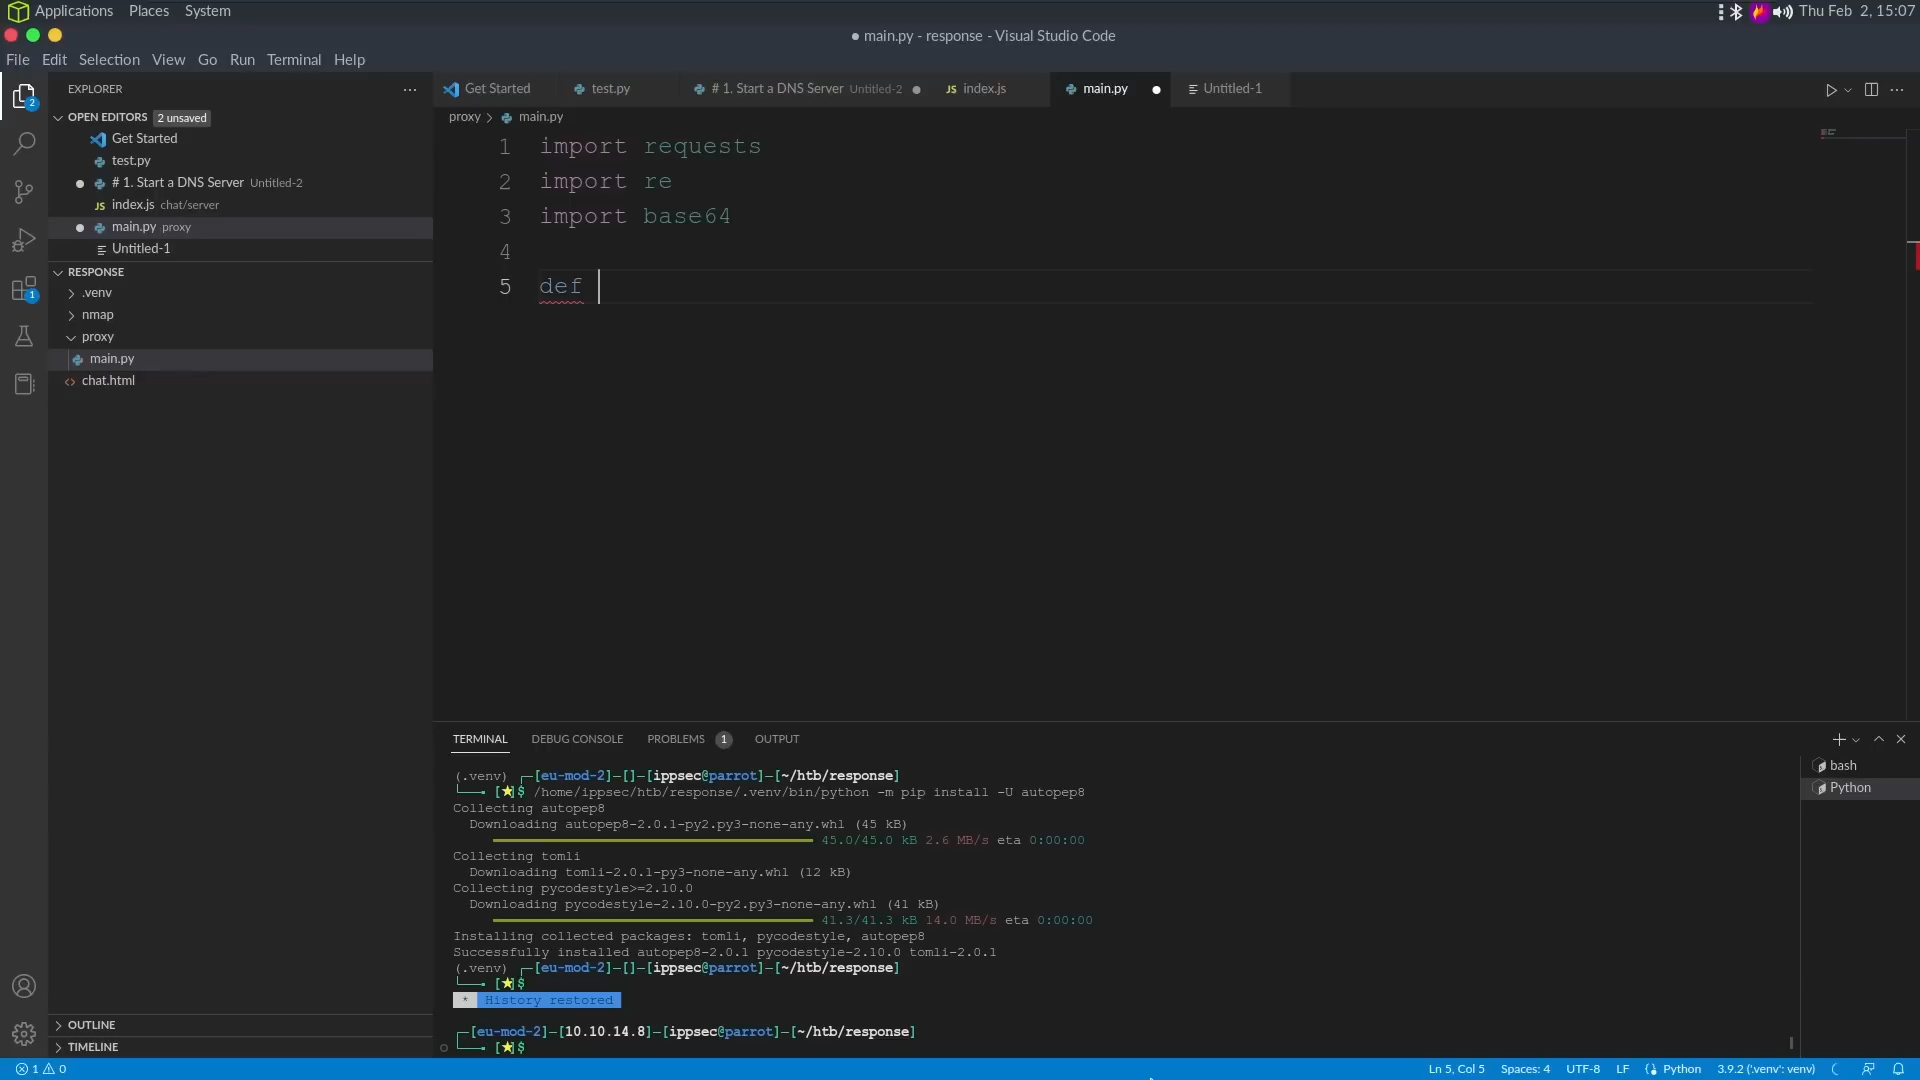 Applications Places System
Thu Feb 2, 15:07
● main.py - response - Visual Studio Code
File Edit Selection View Go Run Terminal Help
EXPLORER
OPEN EDITORS 2 unsaved
Get Started
test.py
# 1. Start a DNS Server Untitled-2
JS index.js chat/server
main.py proxy
Untitled-1
RESPONSE
.venv
nmap
proxy
main.py
chat.html
OUTLINE
TIMELINE
2
1
Get Started test.py # 1. Start a DNS Server Untitled-2 ● JS index.js main.py ● Untitled-1
proxy > main.py
1 import requests
2 import re
3 import base64
4
5 def
TERMINAL DEBUG CONSOLE PROBLEMS 1 OUTPUT
(.venv) ┌─[eu-mod-2]─[]─[ippsec@parrot]─[~/htb/response]
└──╼ [★]$ /home/ippsec/htb/response/.venv/bin/python -m pip install -U autopep8
Collecting autopep8
Downloading autopep8-2.0.1-py2.py3-none-any.whl (45 kB)
45.0/45.0 kB 2.6 MB/s eta 0:00:00
Collecting tomli
Downloading tomli-2.0.1-py3-none-any.whl (12 kB)
Collecting pycodestyle>=2.10.0
Downloading pycodestyle-2.10.0-py2.py3-none-any.whl (41 kB)
41.3/41.3 kB 14.0 MB/s eta 0:00:00
Installing collected packages: tomli, pycodestyle, autopep8
Successfully installed autopep8-2.0.1 pycodestyle-2.10.0 tomli-2.0.1
(.venv) ┌─[eu-mod-2]─[]─[ippsec@parrot]─[~/htb/response]
└──╼ [★]$
* History restored
┌─[eu-mod-2]─[10.10.14.8]─[ippsec@parrot]─[~/htb/response]
└──╼ [★]$
bash
Python
1 0
Ln 5, Col 5 Spaces: 4 UTF-8 LF Python 3.9.2 ('.venv': venv)